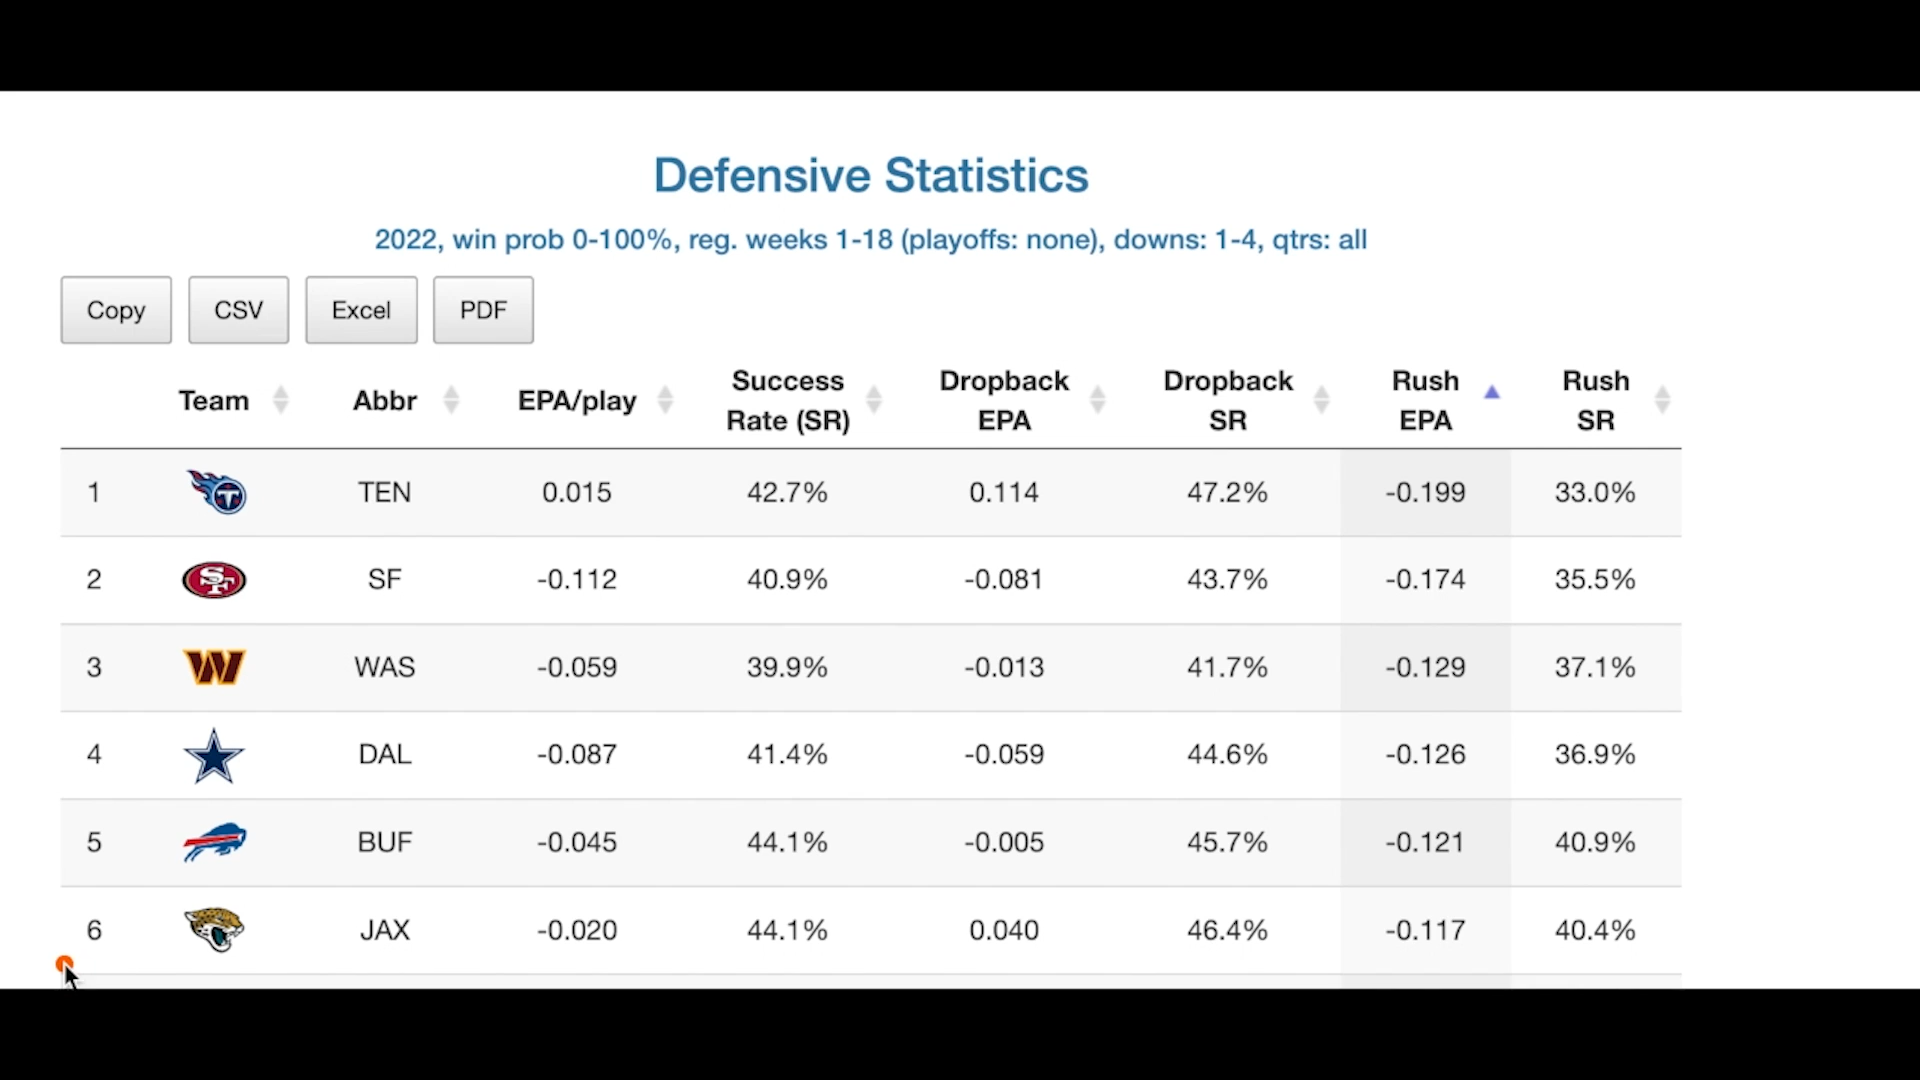 Defensive Statistics
2022, win prob 0-100%, reg. weeks 1-18 (playoffs: none), downs: 1-4, qtrs: all
Copy CSV Excel PDF
Team Abbr EPA/play Success Rate (SR) Dropback EPA Dropback SR Rush EPA Rush SR
1 T TEN 0.015 42.7% 0.114 47.2% -0.199 33.0%
2 SF SF -0.112 40.9% -0.081 43.7% -0.174 35.5%
3 W WAS -0.059 39.9% -0.013 41.7% -0.129 37.1%
4 DAL -0.087 41.4% -0.059 44.6% -0.126 36.9%
5 BUF -0.045 44.1% -0.005 45.7% -0.121 40.9%
6 JAX -0.020 44.1% 0.040 46.4% -0.117 40.4%